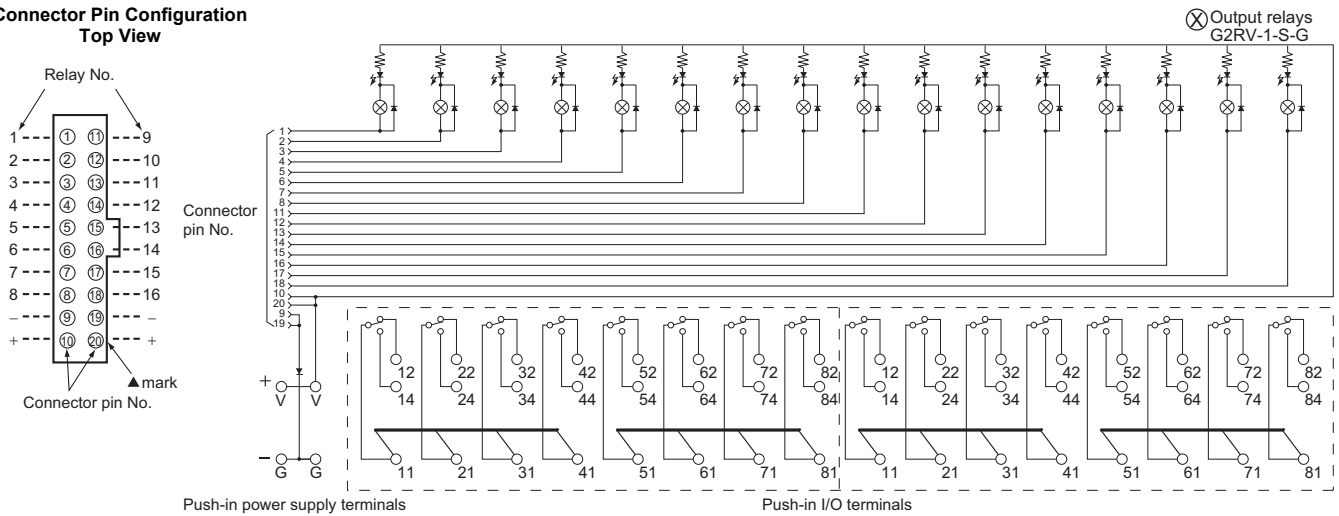 Connector Pin Configuration
Top View
Output relays
G2RV-1-S-G
Relay No.
1 1 11 9
2 2 12 10
3 3 13 11
4 4 14 12
5 5 15 13
6 6 16 14
7 7 17 15
8 8 18 16
– 9 19 –
+ 10 20 +
▲mark
Connector pin No.
Connector
pin No.
1
2
3
4
5
6
7
8
11
12
13
14
15
16
17
18
10
20
9
19
12 22 32 42 52 62 72 82 12 22 32 42 52 62 72 82
+ V V 14 24 34 44 54 64 74 84 14 24 34 44 54 64 74 84
– G G 11 21 31 41 51 61 71 81 11 21 31 41 51 61 71 81
Push-in power supply terminals
Push-in I/O terminals